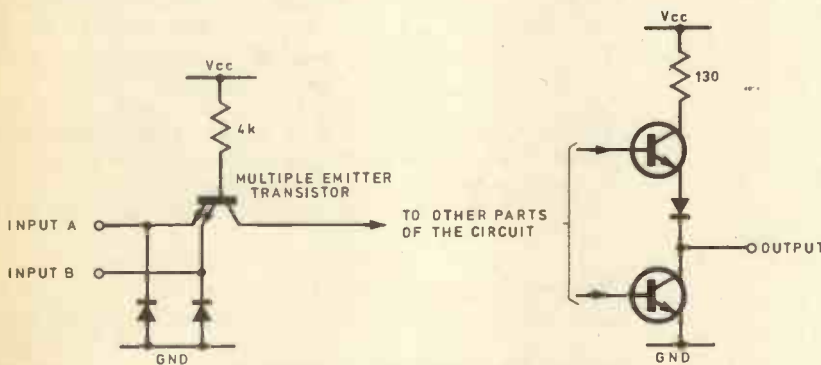 Vcc
4k
MULTIPLE EMITTER
TRANSISTOR
INPUT A
INPUT B
GND
TO OTHER PARTS
OF THE CIRCUIT
Vcc
130
OUTPUT
GND